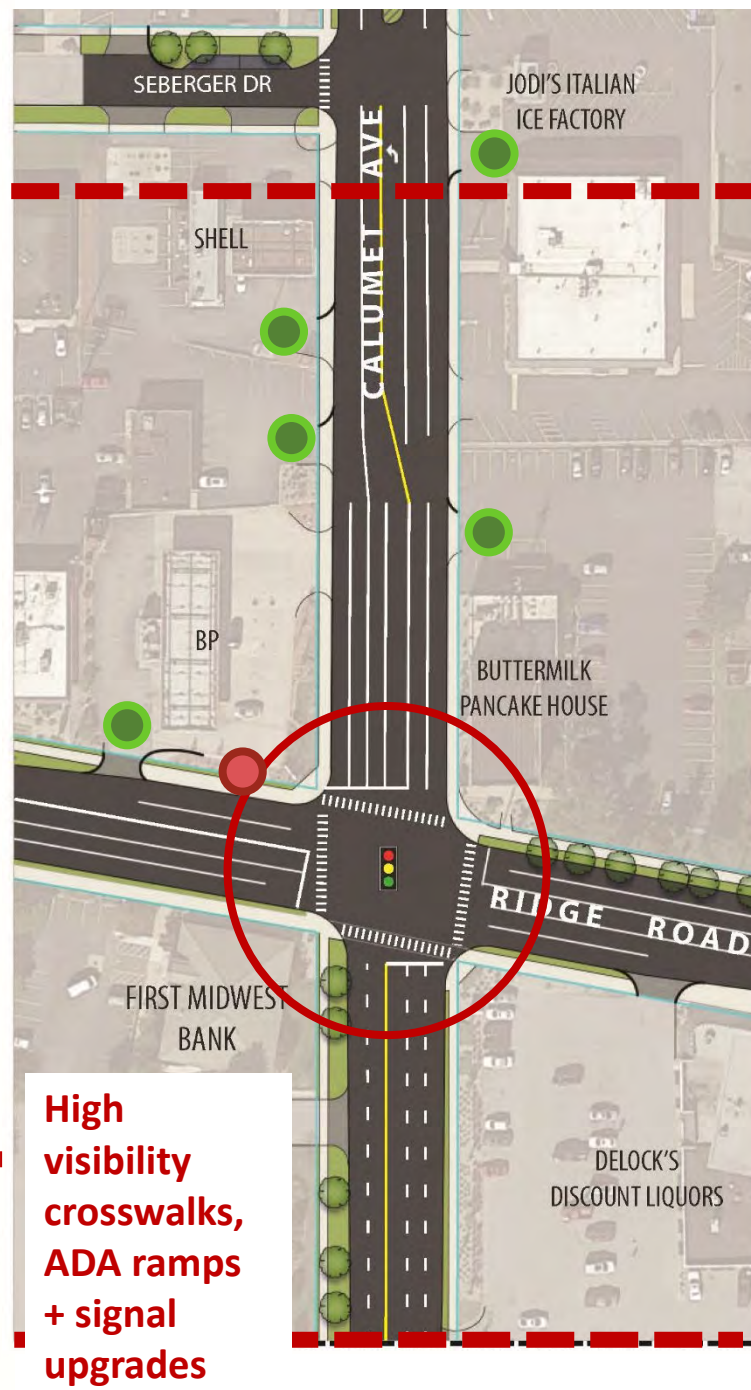 SEBERGER DR
JODI'S ITALIAN
ICE FACTORY
CALUMET AVE
SHELL
BP
BUTTERMILK
PANCAKE HOUSE
RIDGE ROAD
FIRST MIDWEST
BANK
High
visibility
crosswalks,
ADA ramps
+ signal
upgrades
DELOCK'S
DISCOUNT LIQUORS